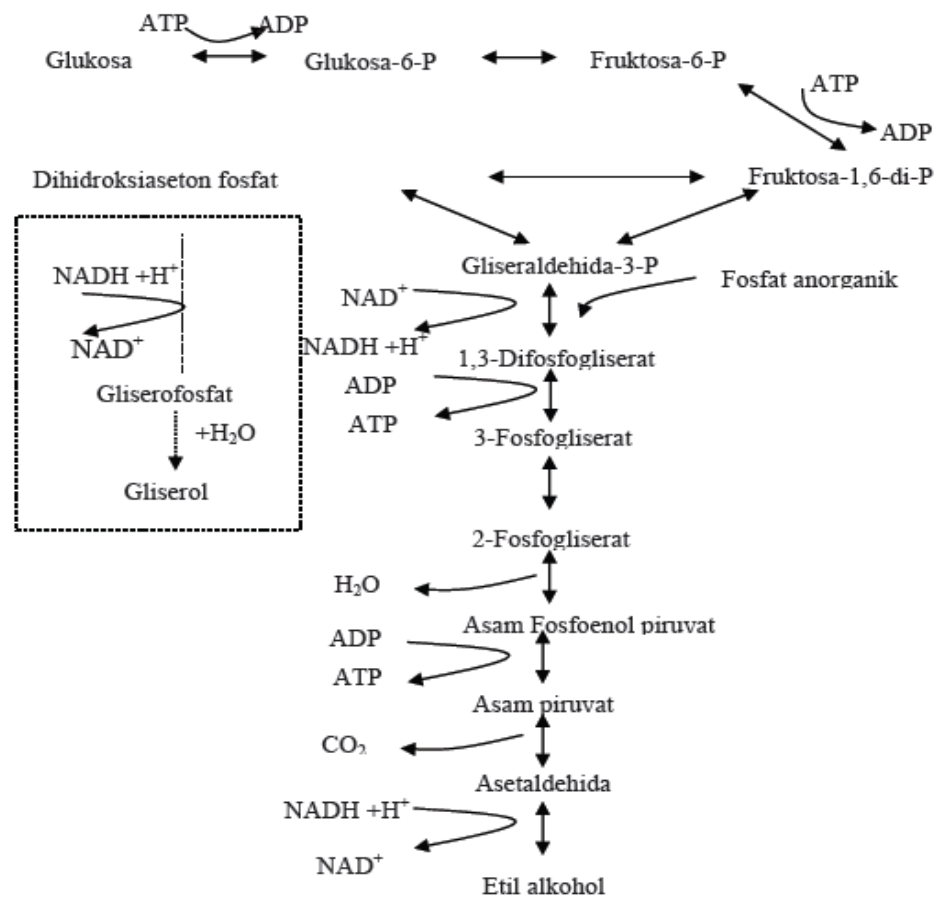 ATP ADP
Glukosa Glukosa-6-P Fruktosa-6-P
ATP
ADP
Dihidroksiaseton fosfat Fruktosa-1,6-di-P
Gliseraldehida-3-P
NADH +H⁺
NAD⁺
Gliserofosfat
+H₂O
Gliserol
Fosfat anorganik
NAD⁺
NADH +H⁺
1,3-Difosfogliserat
ADP
ATP
3-Fosfogliserat
2-Fosfogliserat
H₂O
Asam Fosfoenol piruvat
ADP
ATP
Asam piruvat
CO₂
Asetaldehida
NADH +H⁺
NAD⁺
Etil alkohol